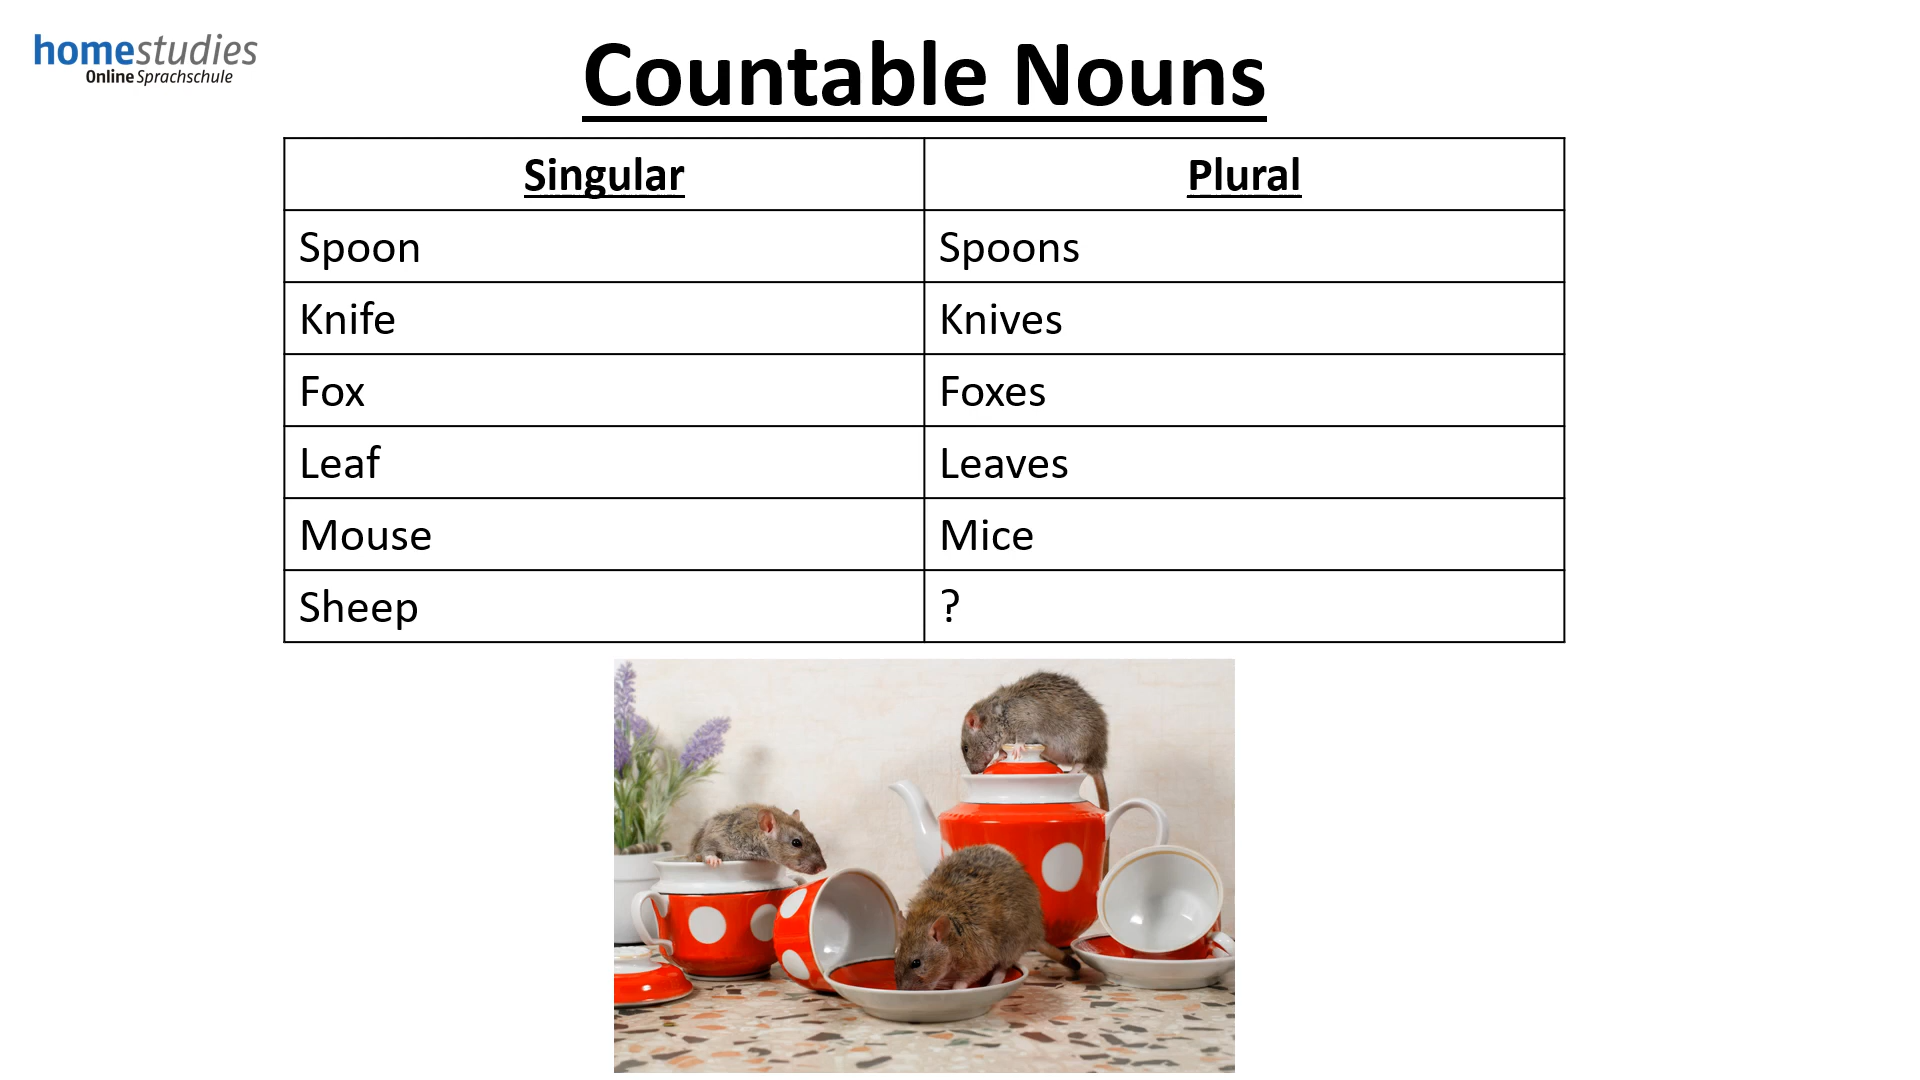 homestudies
Online Sprachschule
Countable Nouns
Singular Plural
Spoon Spoons
Knife Knives
Fox Foxes
Leaf Leaves
Mouse Mice
Sheep ?